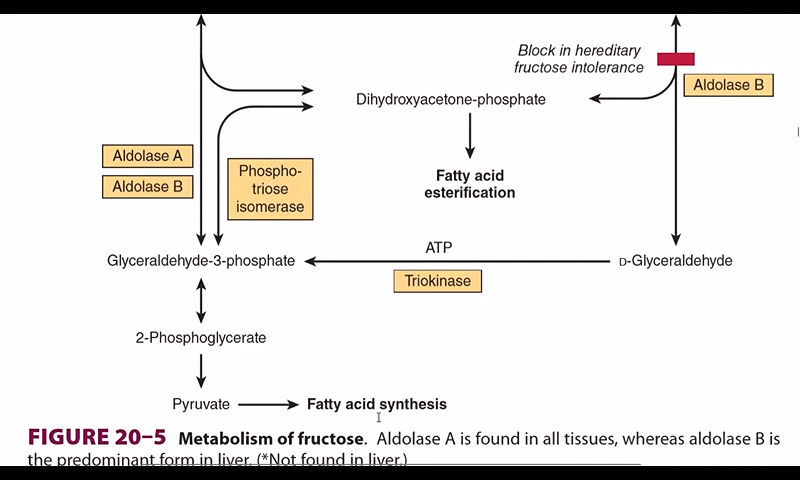 Block in hereditary
fructose intolerance
Aldolase B
Dihydroxyacetone-phosphate
Aldolase A
Aldolase B
Phospho-
triose
isomerase
Fatty acid
esterification
Glyceraldehyde-3-phosphate
ATP
Triokinase
D-Glyceraldehyde
2-Phosphoglycerate
Pyruvate
Fatty acid synthesis
FIGURE 20–5 Metabolism of fructose. Aldolase A is found in all tissues, whereas aldolase B is
the predominant form in liver. (*Not found in liver.)